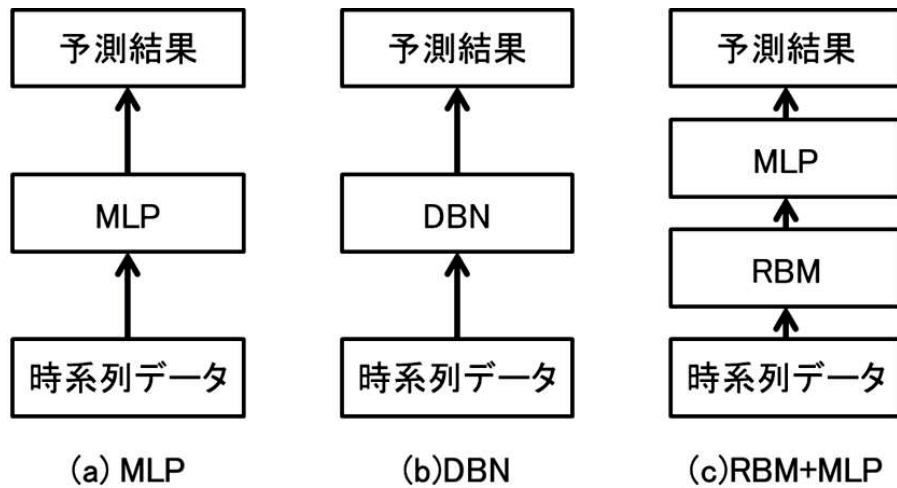 予測結果
MLP
時系列データ
(a) MLP
予測結果
DBN
時系列データ
(b)DBN
予測結果
MLP
RBM
時系列データ
(c)RBM+MLP